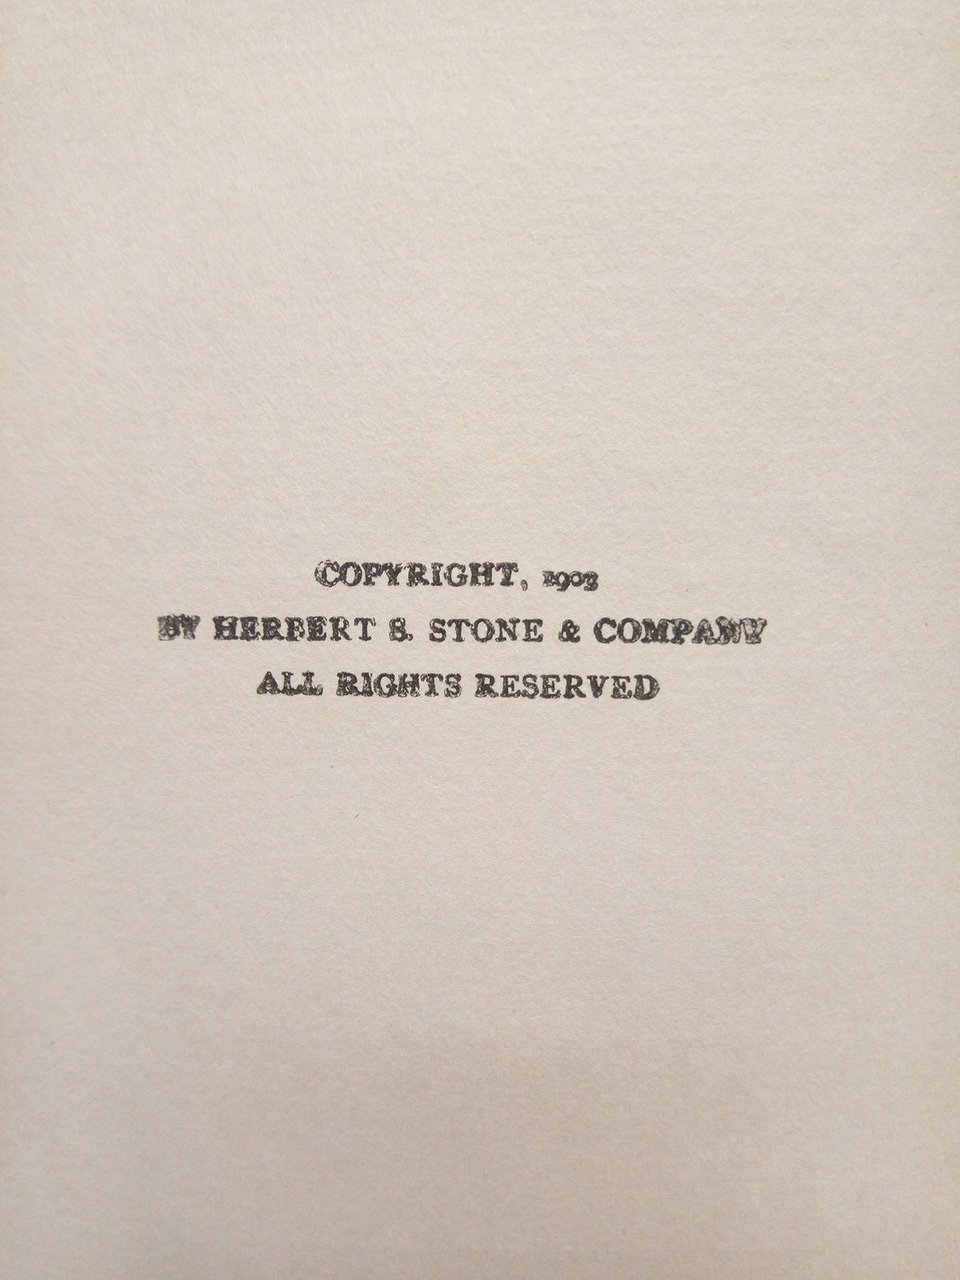 COPYRIGHT, 1903
BY HERBERT S. STONE & COMPANY
ALL RIGHTS RESERVED